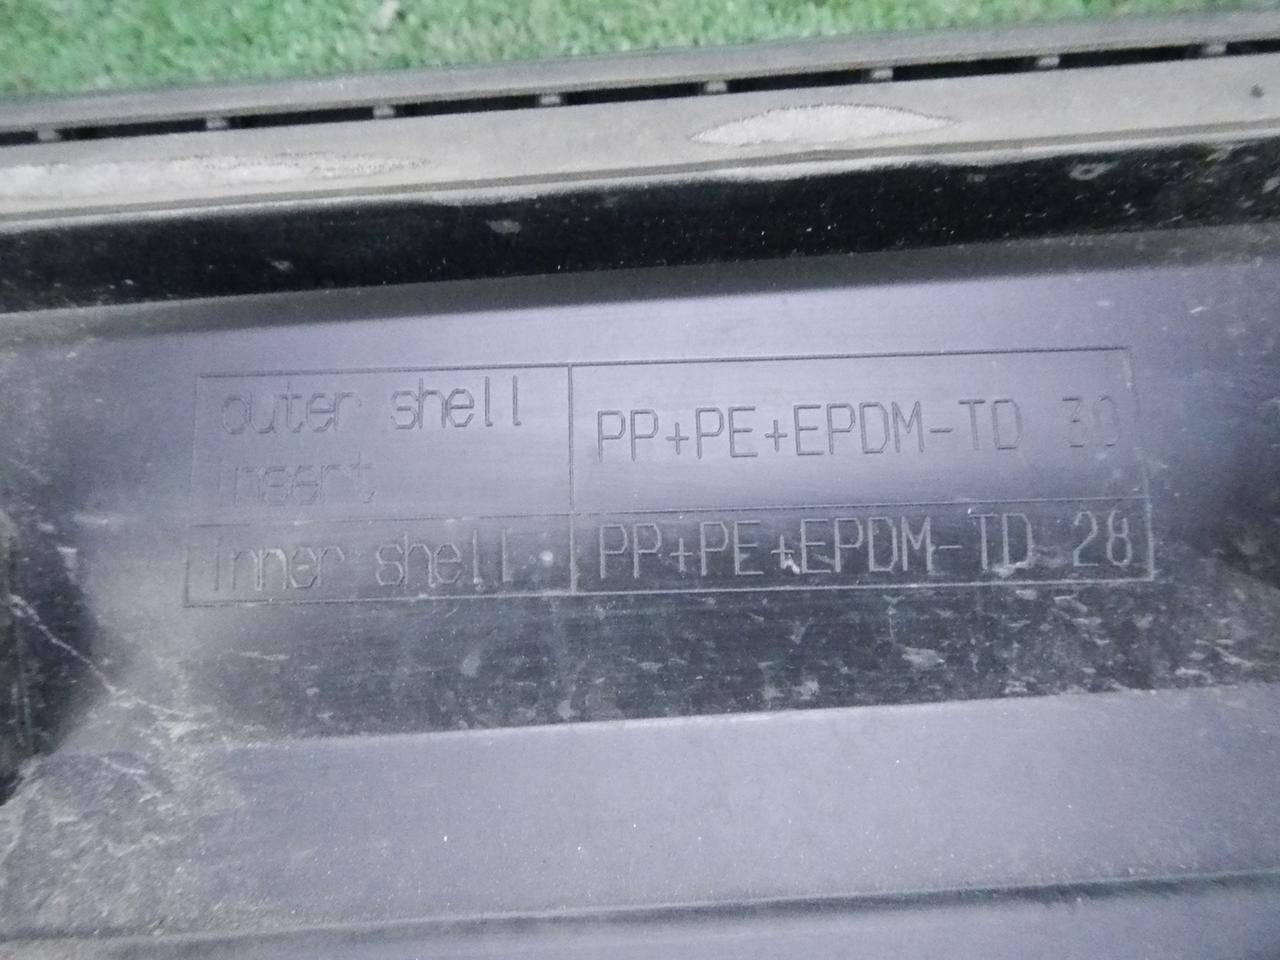 outer shell
insert
PP+PE+EPDM-TD 30
inner shell
PP+PE+EPDM-TD 28